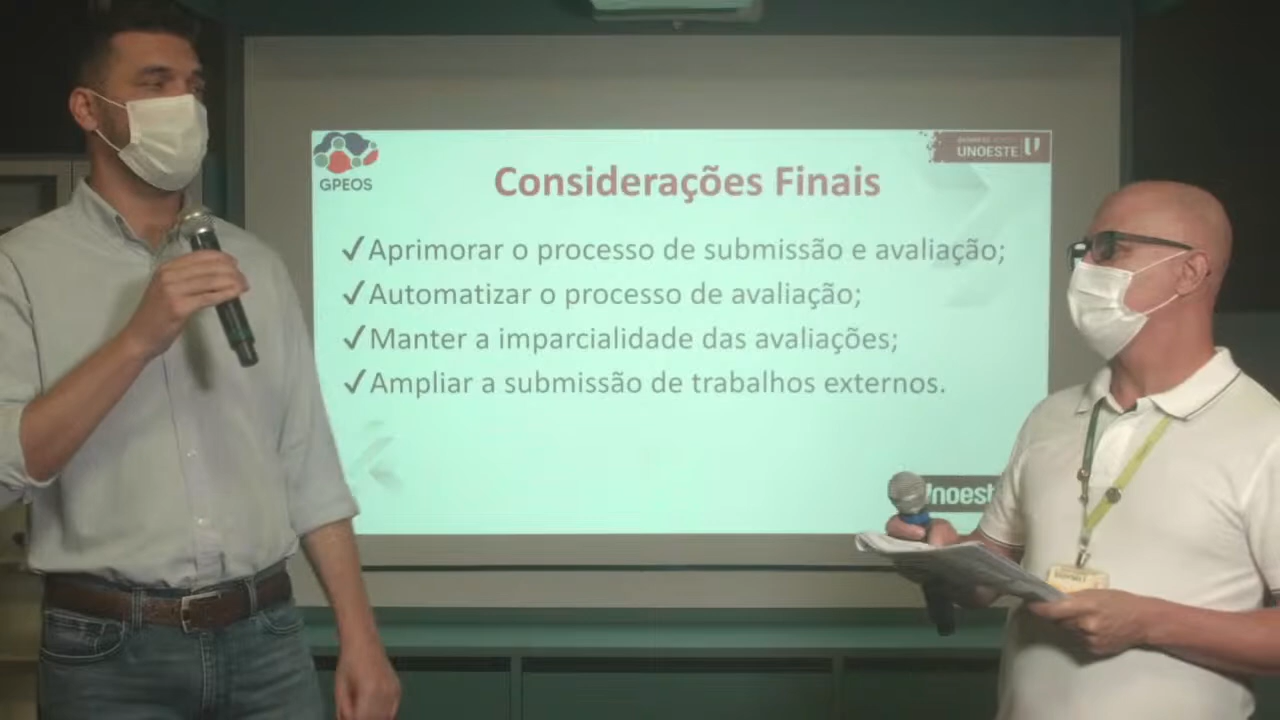 GPEOS
UNOESTE
Considerações Finais
✓Aprimorar o processo de submissão e avaliação;
✓Automatizar o processo de avaliação;
✓Manter a imparcialidade das avaliações;
✓Ampliar a submissão de trabalhos externos.